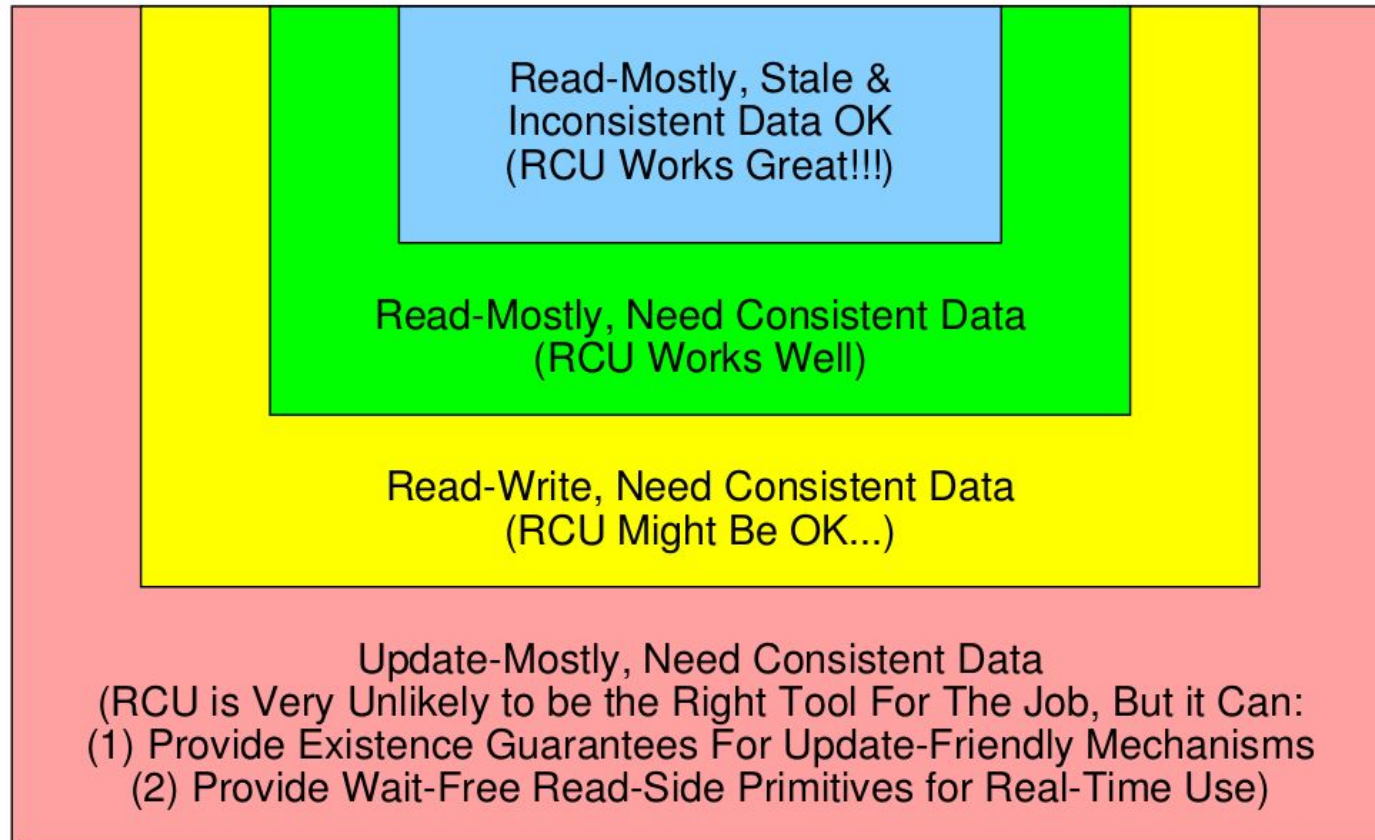 Read-Mostly, Stale &
Inconsistent Data OK
(RCU Works Great!!!)
Read-Mostly, Need Consistent Data
(RCU Works Well)
Read-Write, Need Consistent Data
(RCU Might Be OK...)
Update-Mostly, Need Consistent Data
(RCU is Very Unlikely to be the Right Tool For The Job, But it Can:
(1) Provide Existence Guarantees For Update-Friendly Mechanisms
(2) Provide Wait-Free Read-Side Primitives for Real-Time Use)